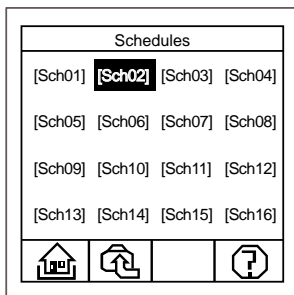 Schedules
[Sch01] [Sch02] [Sch03] [Sch04]
[Sch05] [Sch06] [Sch07] [Sch08]
[Sch09] [Sch10] [Sch11] [Sch12]
[Sch13] [Sch14] [Sch15] [Sch16]
?